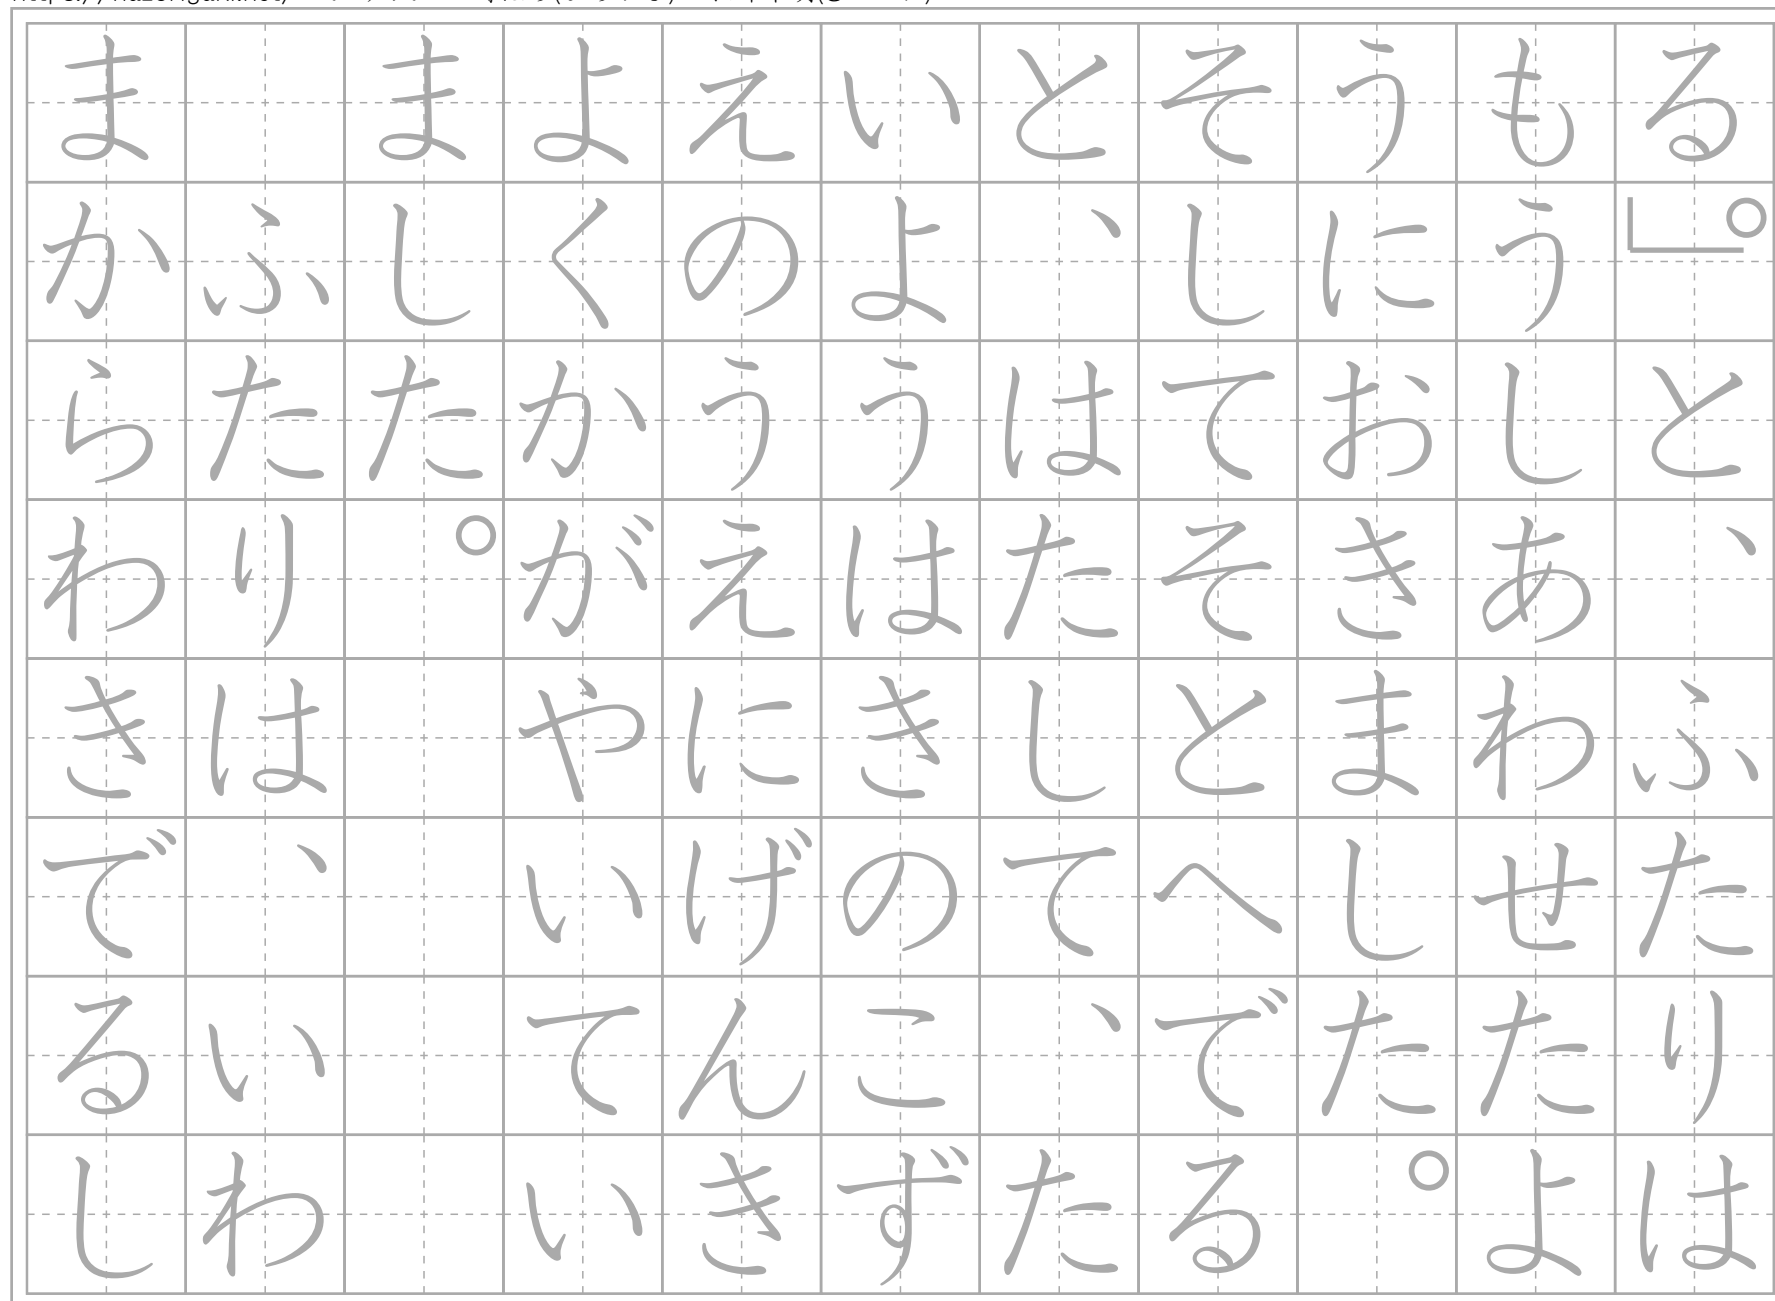 る」。と、ふたりは
もうしあわせたよ
うにおきました。
そしてそとへでる
と、はたして、た
いようはきのこず
えのうえにげんき
よくかがやいてい
ました。
　ふたりは、いわ
まからわきでるし